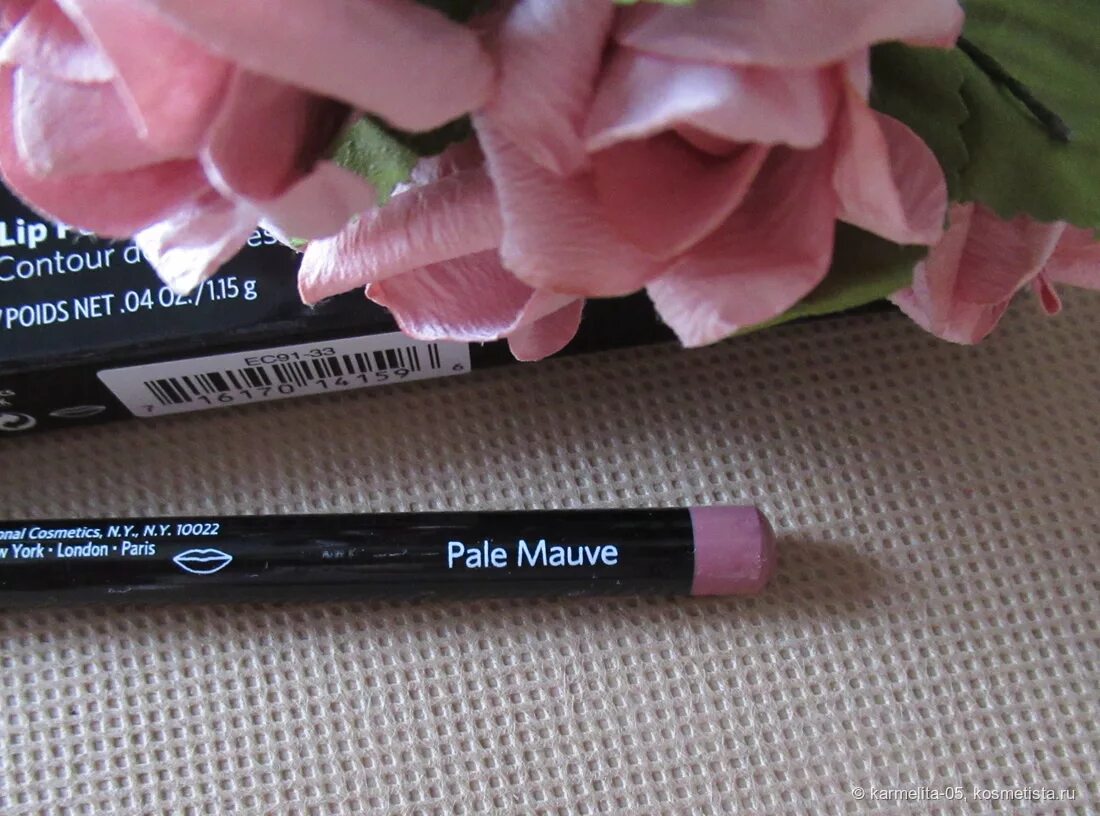 Lip
Contour
POIDS NET .04 OZ./1.15 g
EC91-33
7 16170 14159 6
onal Cosmetics, N.Y., N.Y. 10022
w York · London · Paris
Pale Mauve
© karmelita-05, kosmetista.ru